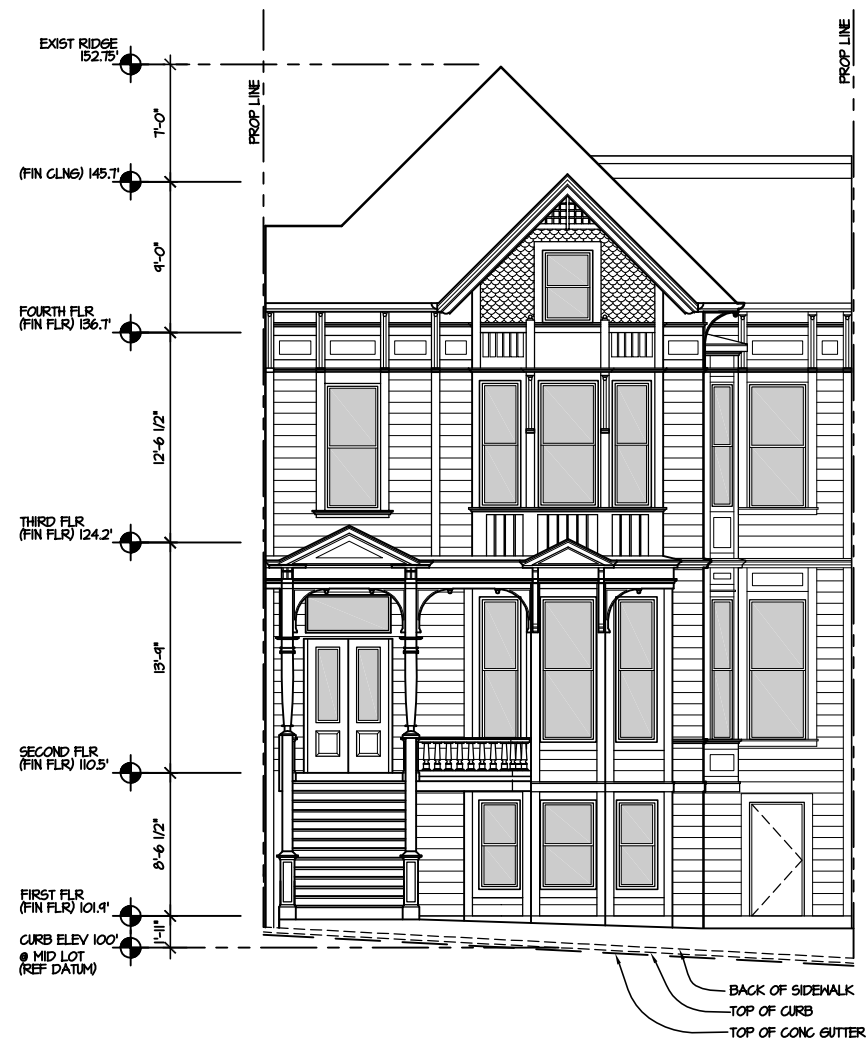 EXIST RIDGE
152.75'
PROP LINE
PROP LINE
7'-0"
(FIN CLNG) 145.7'
9'-0"
FOURTH FLR
(FIN FLR) 136.7'
12'-6 1/2"
THIRD FLR
(FIN FLR) 124.2'
13'-9"
SECOND FLR
(FIN FLR) 110.5'
8'-6 1/2"
FIRST FLR
(FIN FLR) 101.9'
1'-11"
CURB ELEV 100'
@ MID LOT
(REF DATUM)
BACK OF SIDEWALK
TOP OF CURB
TOP OF CONC GUTTER